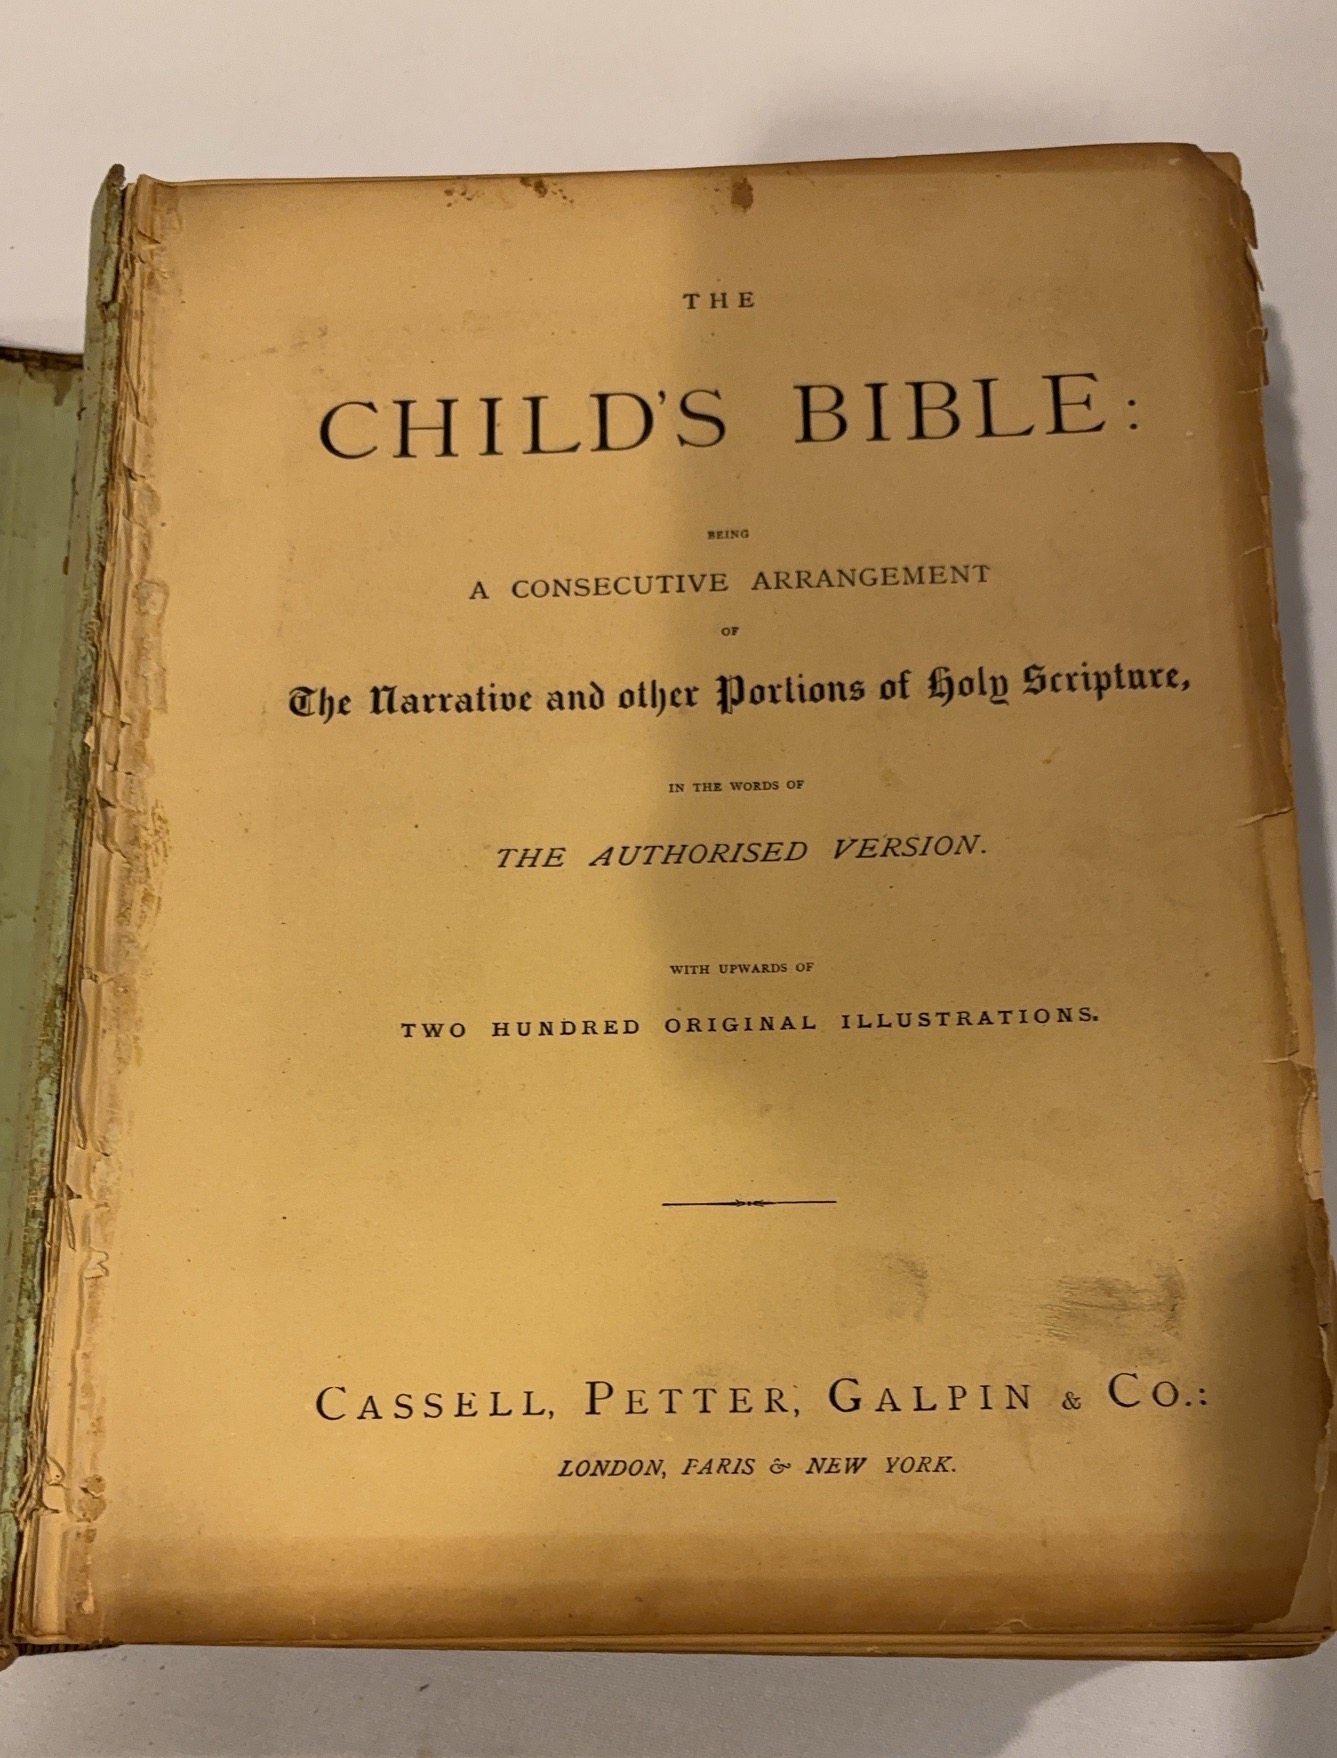 THE
CHILD'S BIBLE:
BEING
A CONSECUTIVE ARRANGEMENT
OF
The Narrative and other Portions of Holy Scripture,
IN THE WORDS OF
THE AUTHORISED VERSION.
WITH UPWARDS OF
TWO HUNDRED ORIGINAL ILLUSTRATIONS.
CASSELL, PETTER, GALPIN & CO.:
LONDON, PARIS & NEW YORK.